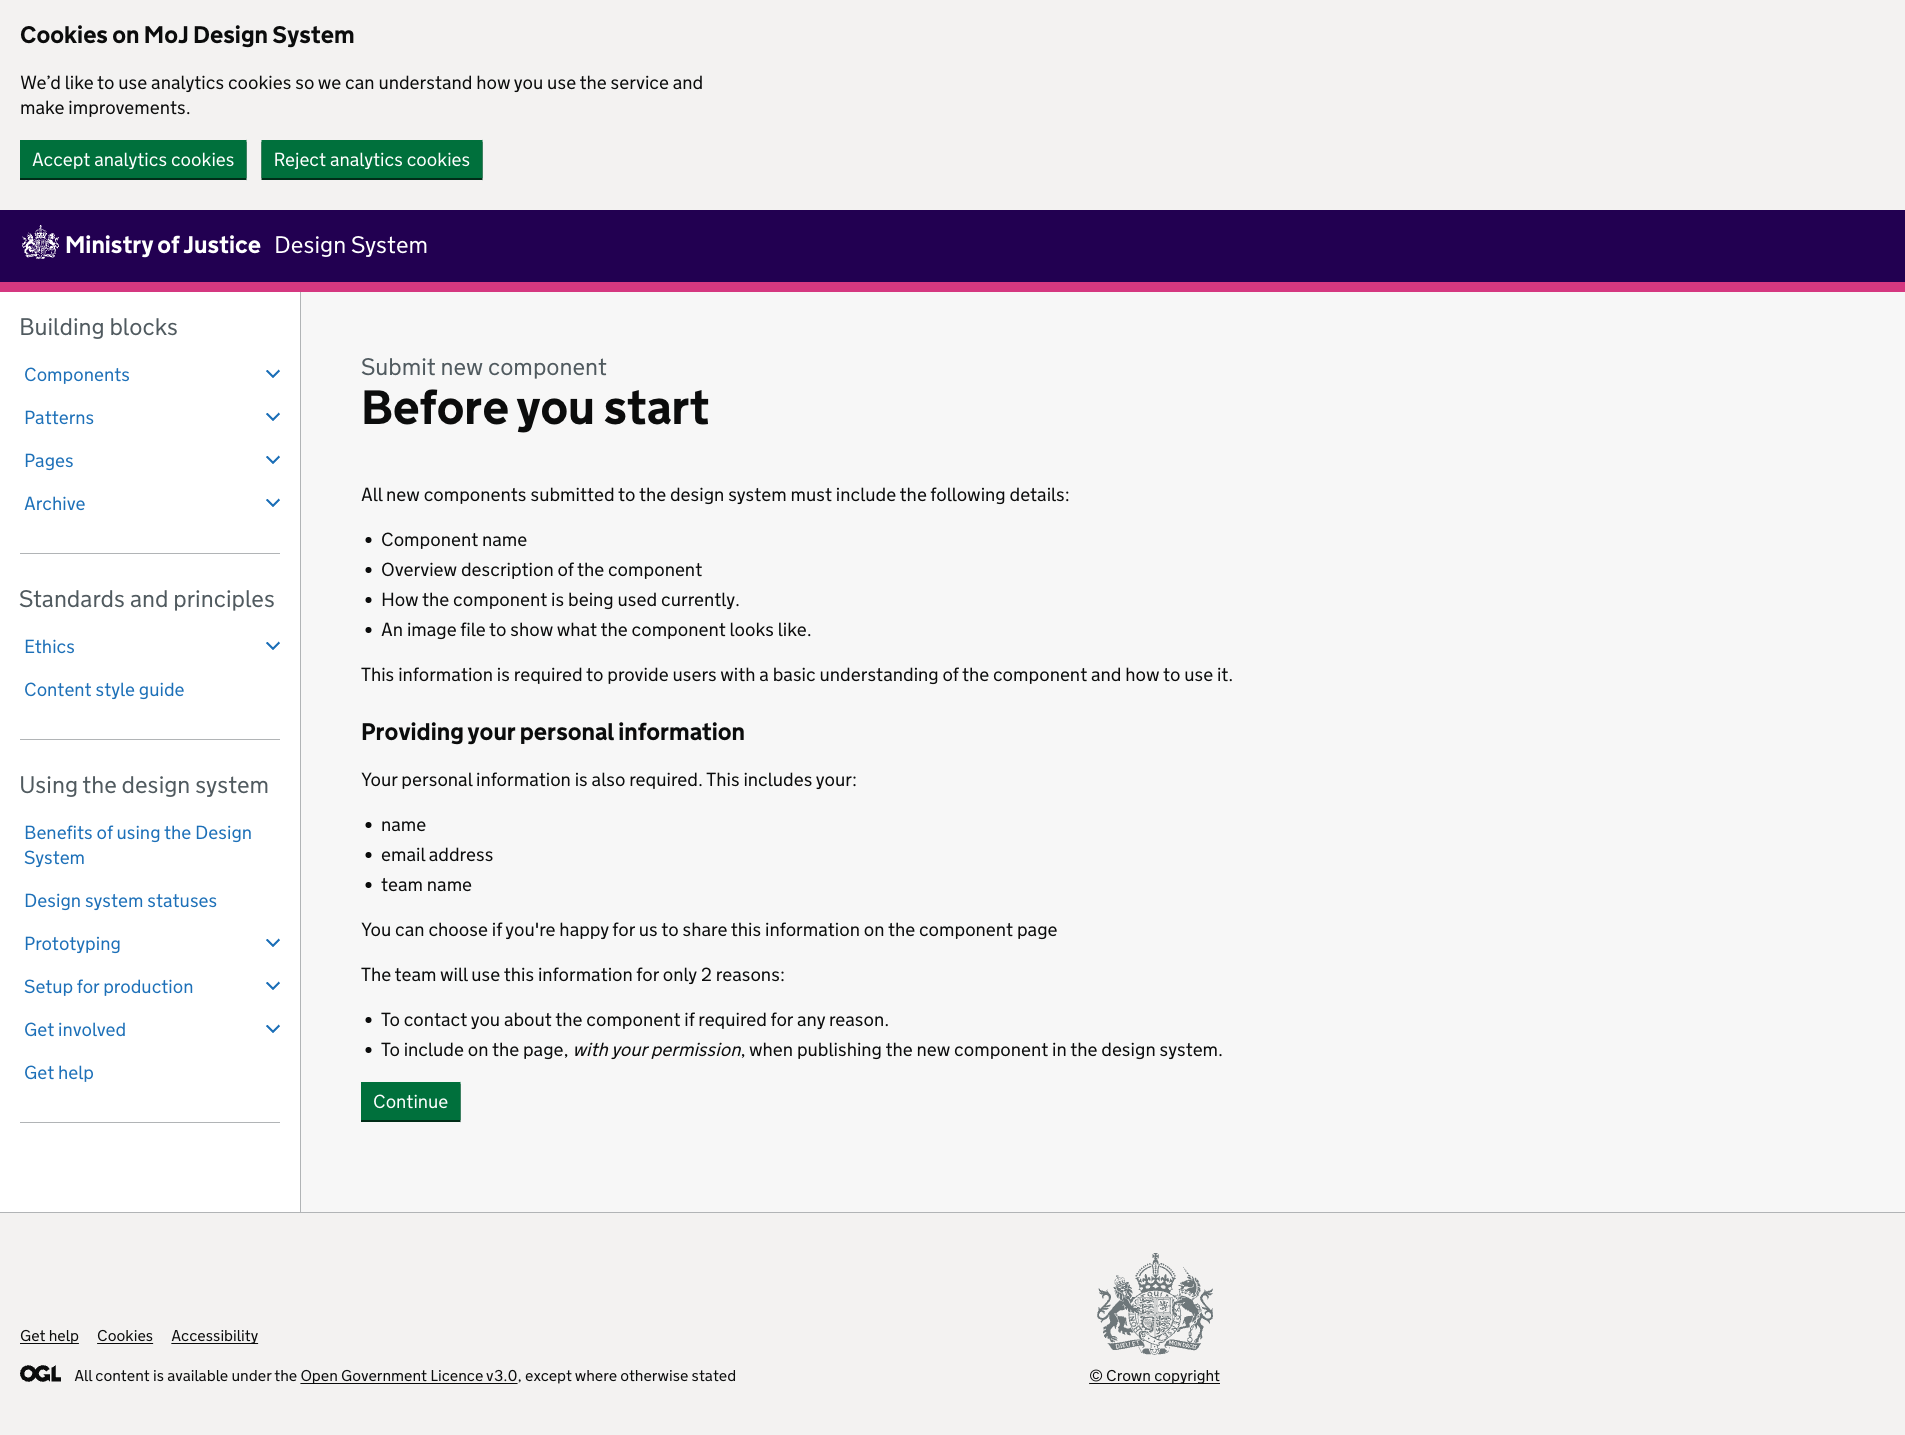 Cookies on MoJ Design System
We’d like to use analytics cookies so we can understand how you use the service and
make improvements.
Accept analytics cookies
Reject analytics cookies
Ministry of Justice Design System
Building blocks
Components
Patterns
Pages
Archive
Standards and principles
Ethics
Content style guide
Using the design system
Benefits of using the Design
System
Design system statuses
Prototyping
Setup for production
Get involved
Get help
Submit new component
Before you start
All new components submitted to the design system must include the following details:
• Component name
• Overview description of the component
• How the component is being used currently.
• An image file to show what the component looks like.
This information is required to provide users with a basic understanding of the component and how to use it.
Providing your personal information
Your personal information is also required. This includes your:
• name
• email address
• team name
You can choose if you're happy for us to share this information on the component page
The team will use this information for only 2 reasons:
• To contact you about the component if required for any reason.
• To include on the page, with your permission, when publishing the new component in the design system.
Continue
Get help Cookies Accessibility
OGL All content is available under the Open Government Licence v3.0, except where otherwise stated
© Crown copyright